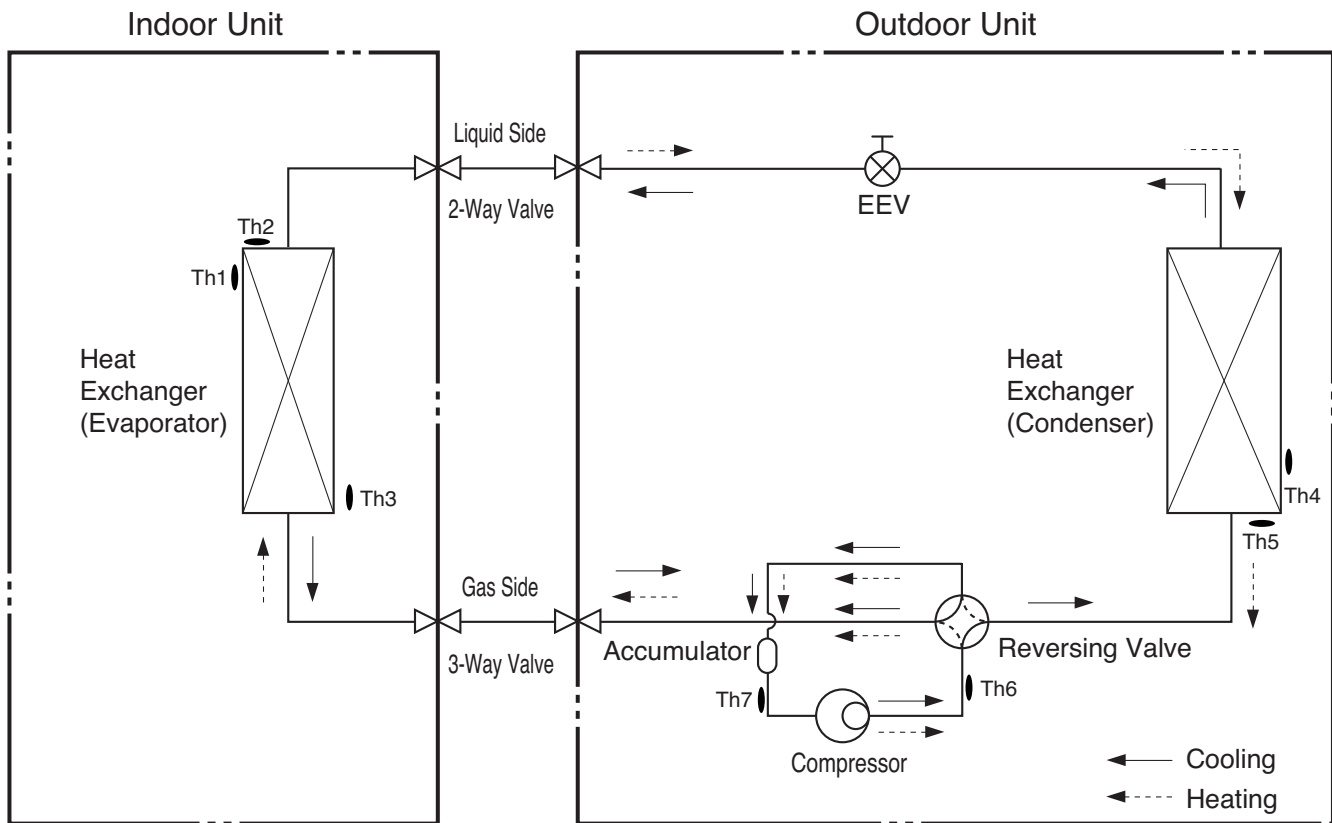 Indoor Unit
Outdoor Unit
Liquid Side
2-Way Valve
EEV
Th2
Th1
Heat
Exchanger
(Evaporator)
Th3
Heat
Exchanger
(Condenser)
Th4
Th5
Gas Side
3-Way Valve
Accumulator
Reversing Valve
Th7
Th6
Compressor
Cooling
Heating